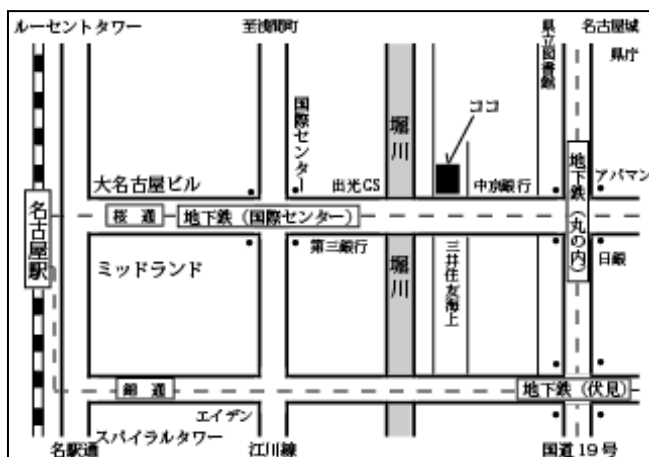 ルーセントタワー
至浅間町
県立図書館
名古屋城
県庁
国際センター
堀川
ココ
大名古屋ビル
出光CS
中京銀行
アパマン
名古屋駅
桜通
地下鉄(国際センター)
地下鉄(丸の内)
ミッドランド
第三銀行
堀川
三井住友海上
日銀
錦通
地下鉄(伏見)
エイデン
スパイラルタワー
名駅通
江川線
国道19号